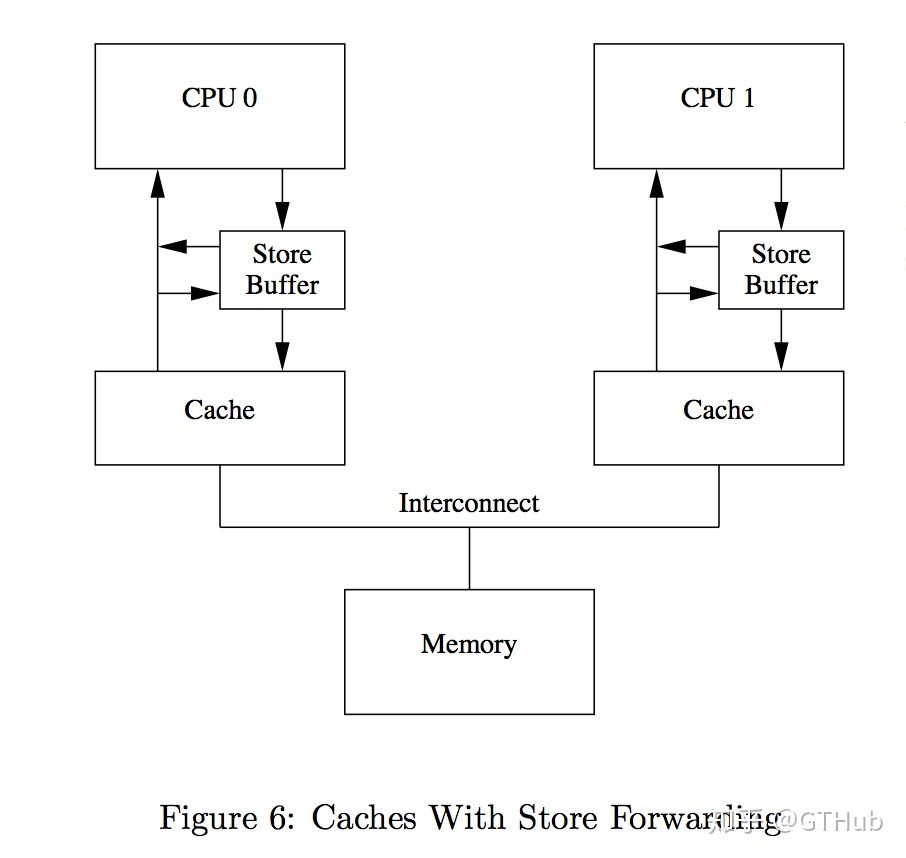 CPU 0
CPU 1
Store
Buffer
Store
Buffer
Cache
Cache
Interconnect
Memory
Figure 6: Caches With Store Forwarding
知乎 @GTHub